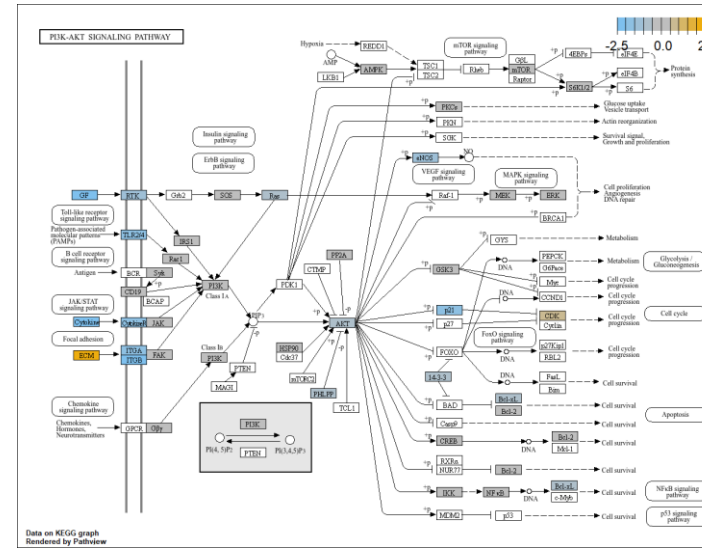 PI3K-AKT SIGNALING PATHWAY
-2.5 0.0 2
Hypoxia
REDD1
AMP
LKB1
AMPK
TSC1
TSC2
Rheb
mTOR signaling
pathway
GβL
mTOR
Raptor
4EBPs
eIF4E
eIF4B
S6K1/2
S6
Protein
synthesis
PKCs
Glucose uptake
Vesicle transport
PKN
Actin reorganization
SGK
Survival signal,
Growth and proliferation
Insulin signaling
pathway
ErbB signaling
pathway
eNOS
NO
VEGF signaling
pathway
MAPK signaling
pathway
GF
RTK
Grb2
SOS
Ras
Raf-1
MEK
ERK
Cell proliferation
Angiogenesis
DNA repair
BRCA1
Toll-like receptor
signaling pathway
Pathogen-associated
molecular patterns
(PAMPs)
TLR2/4
Rac1
IRS1
B cell receptor
signaling pathway
Antigen
BCR
Syk
CD19
BCAP
PI3K
Class IA
PIP3
PDK1
CTMP
PP2A
AKT
GYS
Metabolism
GSK3
DNA
PEPCK
G6Pase
Metabolism
Glycolysis /
Gluconeogenesis
Myc
Cell cycle
progression
DNA
CCND1
Cell cycle
progression
JAK/STAT
signaling pathway
Cytokine
CytokineR
JAK
p21
p27
CDK
Cyclin
Cell cycle
progression
Cell cycle
Focal adhesion
ECM
ITGA
ITGB
FAK
Class IB
PI3K
PTEN
MAGI
HSP90
Cdc37
mTORC2
PHLPP
TCL1
FOXO
FoxO signaling
pathway
DNA
p27Kip1
RBL2
Cell cycle
progression
DNA
FasL
Bim
Cell survival
14-3-3
BAD
Bcl-xL
Bcl-2
Cell survival
Apoptosis
Casp9
Cell survival
Chemokine
signaling pathway
Chemokines,
Hormones,
Neurotransmitters
GPCR
Gβγ
PI3K
PI(4, 5)P2
PI(3,4,5)P3
PTEN
CREB
DNA
Bcl-2
Mcl-1
Cell survival
RXRα
NUR77
Bcl-2
Cell survival
IKK
NFκB
DNA
Bcl-xL
c-Myb
Cell survival
NFκB signaling
pathway
MDM2
p53
Cell survival
p53 signaling
pathway
Data on KEGG graph
Rendered by Pathview